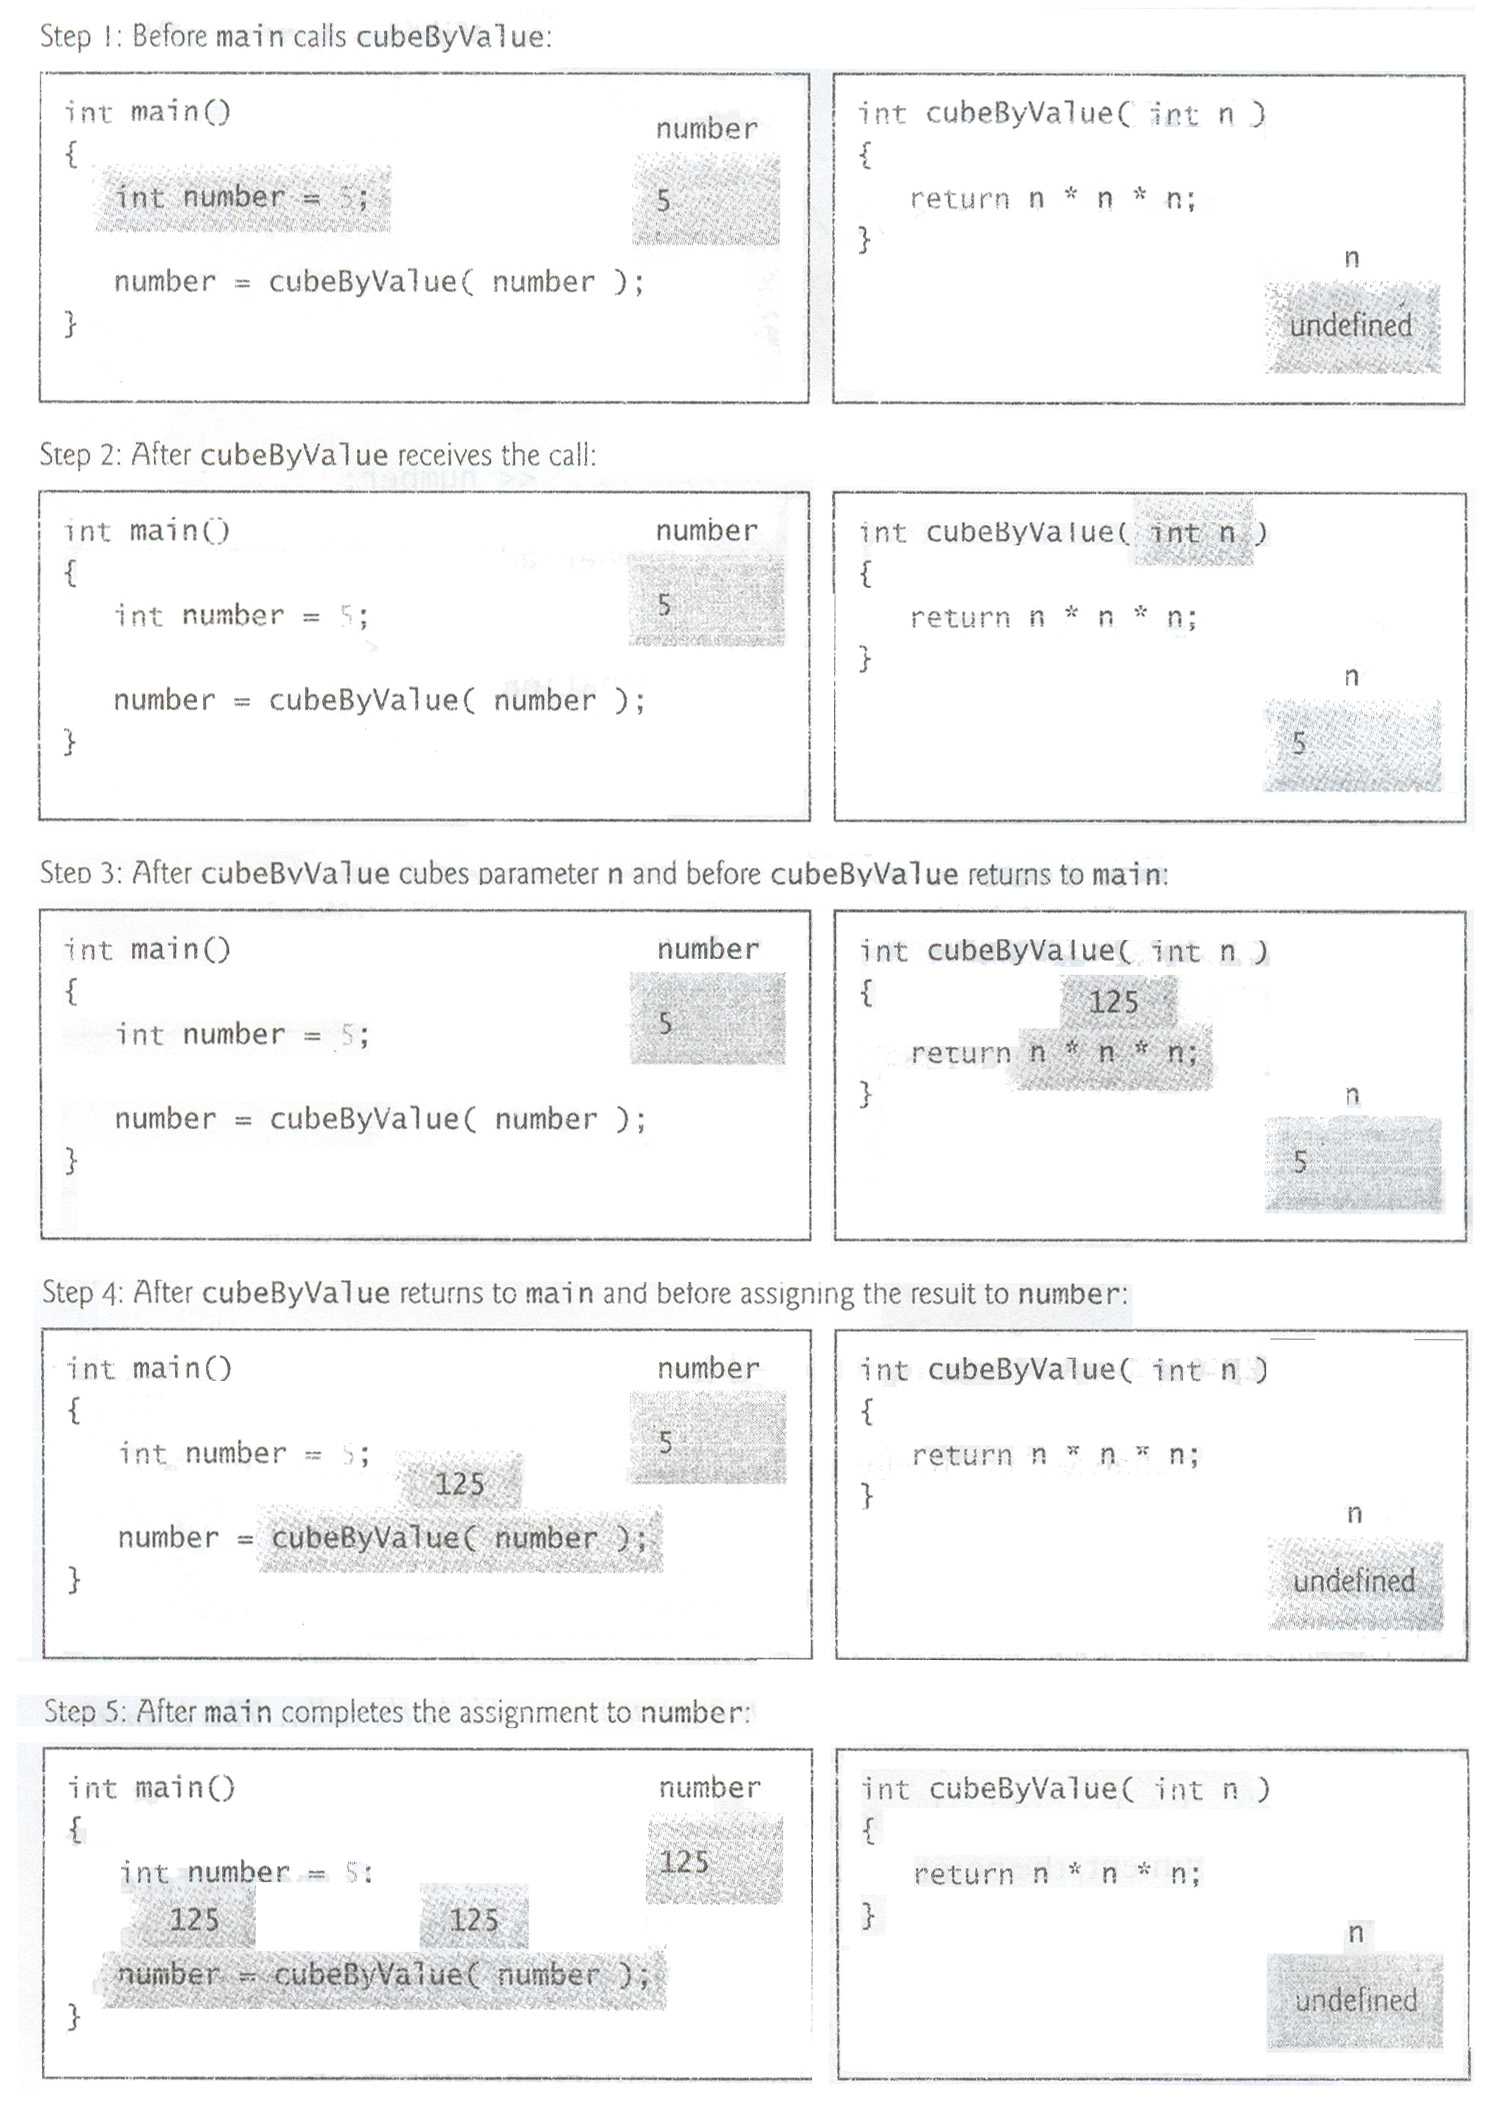 Step 1: Before main calls cubeByValue:
int main()
{
int number = 5;
number = cubeByValue( number );
}
number
5
int cubeByValue( int n )
{
return n * n * n;
}
n
undefined
Step 2: After cubeByValue receives the call:
int main()
{
int number = 5;
number = cubeByValue( number );
}
number
5
int cubeByValue( int n )
{
return n * n * n;
}
n
5
Step 3: After cubeByValue cubes parameter n and before cubeByValue returns to main:
int main()
{
int number = 5;
number = cubeByValue( number );
}
number
5
int cubeByValue( int n )
{
125
return n * n * n;
}
n
5
Step 4: After cubeByValue returns to main and before assigning the result to number:
int main()
{
int number = 5;
125
number = cubeByValue( number );
}
number
5
int cubeByValue( int n )
{
return n * n * n;
}
n
undefined
Step 5: After main completes the assignment to number:
int main()
{
int number = 5;
125 125
number = cubeByValue( number );
}
number
125
int cubeByValue( int n )
{
return n * n * n;
}
n
undefined